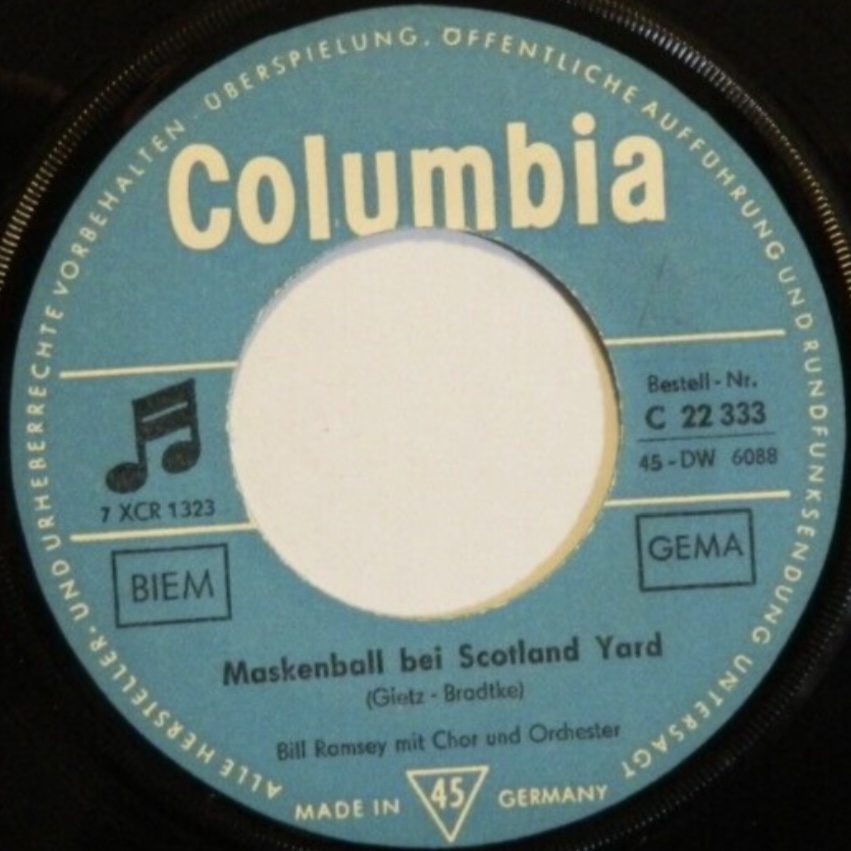 ALLE HERSTELLER- UND URHEBERRECHTE VORBEHALTEN . ÜBERSPIELUNG. ÖFFENTLICHE AUFFÜHRUNG UND RUNDFUNKSENDUNG UNTERSAGT
Columbia
7 XCR 1323
Bestell-Nr.
C 22 333
45-DW 6088
BIEM
GEMA
Maskenball bei Scotland Yard
(Gietz - Bradtke)
Bill Ramsey mit Chor und Orchester
MADE IN 45 GERMANY